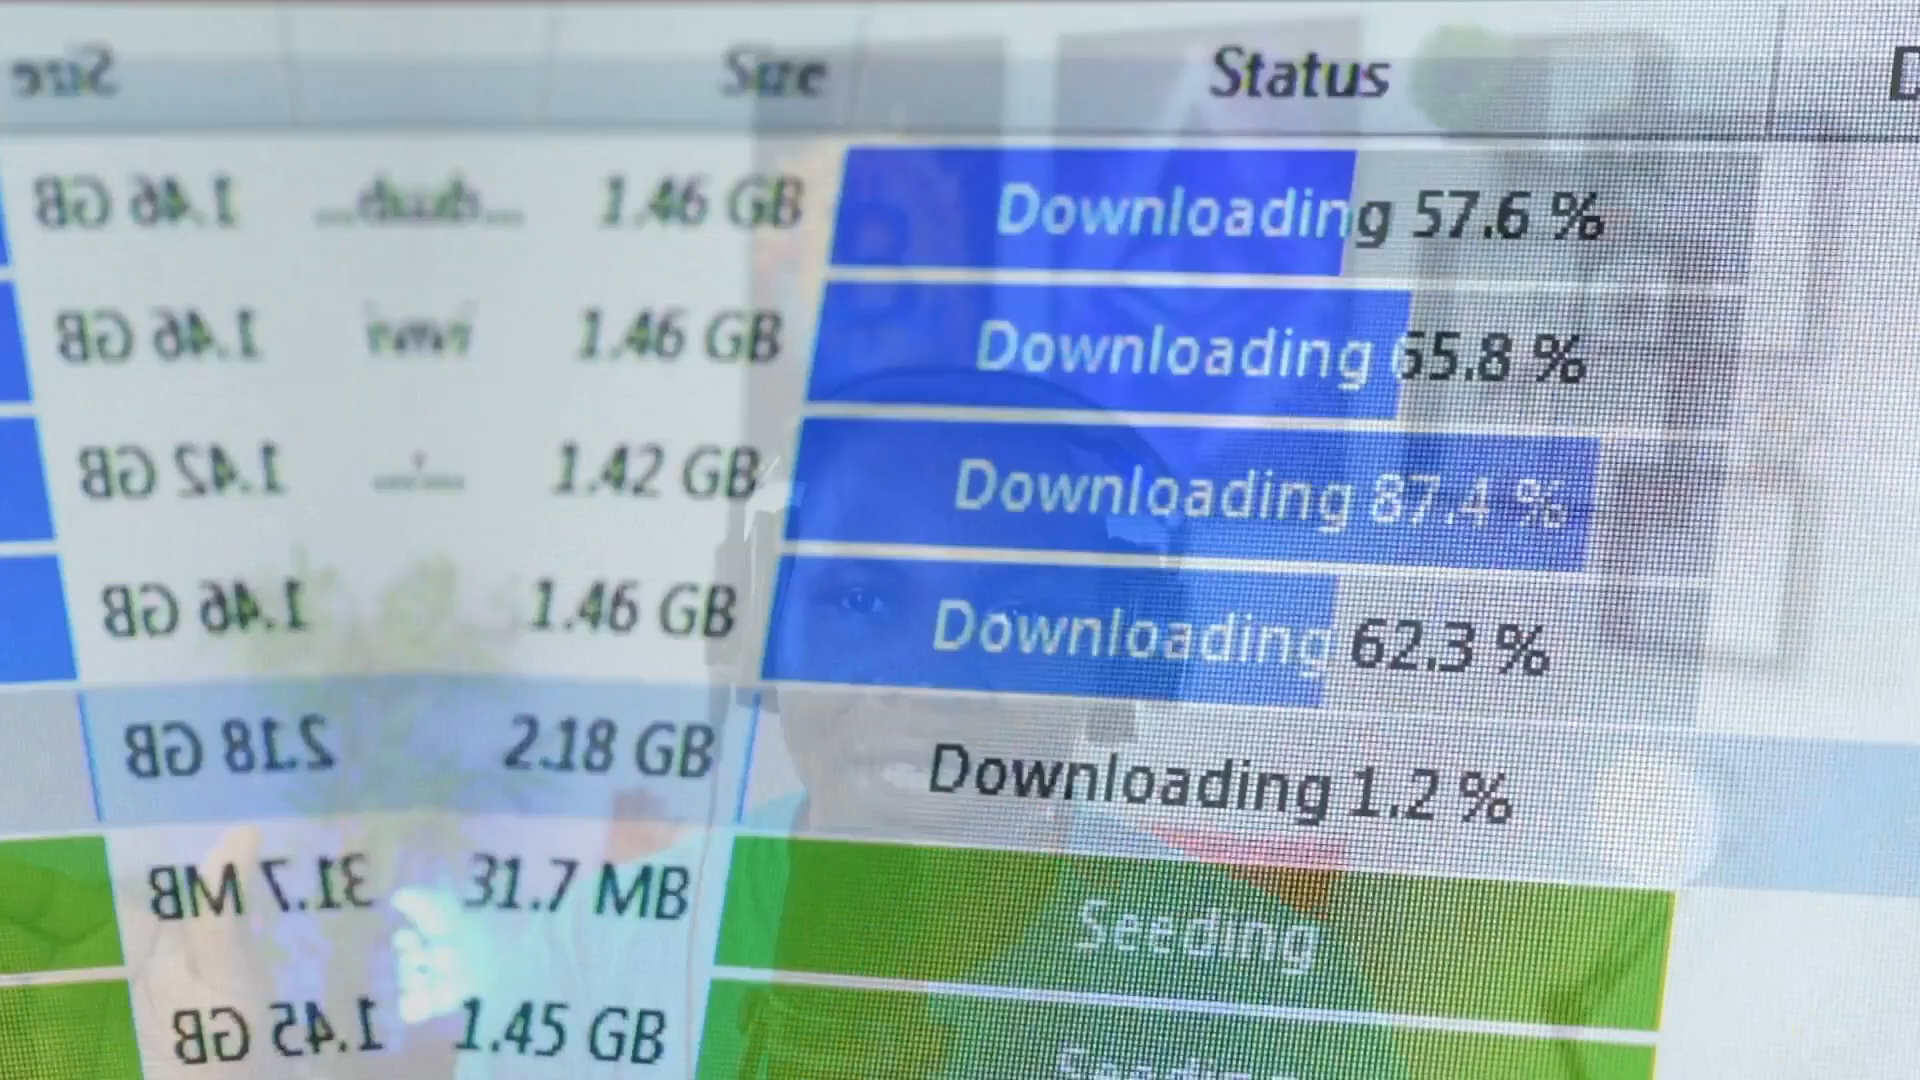 Size Status D
1.46 GB Downloading 57.6 %
1.46 GB Downloading 65.8 %
1.42 GB Downloading 87.4 %
1.46 GB Downloading 62.3 %
2.18 GB Downloading 1.2 %
31.7 MB Seeding
1.45 GB Seeding